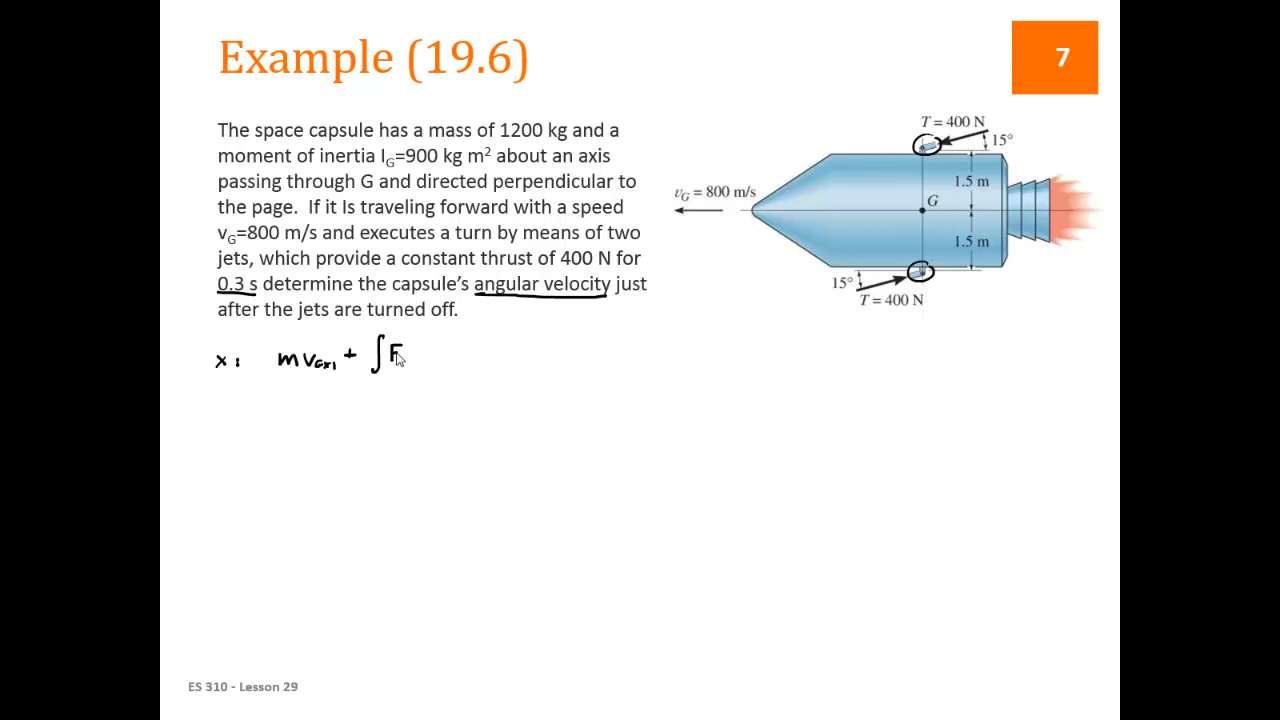 Example (19.6)
7
The space capsule has a mass of 1200 kg and a
moment of inertia I_G=900 kg m² about an axis
passing through G and directed perpendicular to
the page. If it Is traveling forward with a speed
v_G=800 m/s and executes a turn by means of two
jets, which provide a constant thrust of 400 N for
0.3 s determine the capsule's angular velocity just
after the jets are turned off.
T = 400 N
15°
1.5 m
v_G = 800 m/s
G
1.5 m
15°
T = 400 N
x: m v_Gx1 + ∫ F
ES 310 - Lesson 29